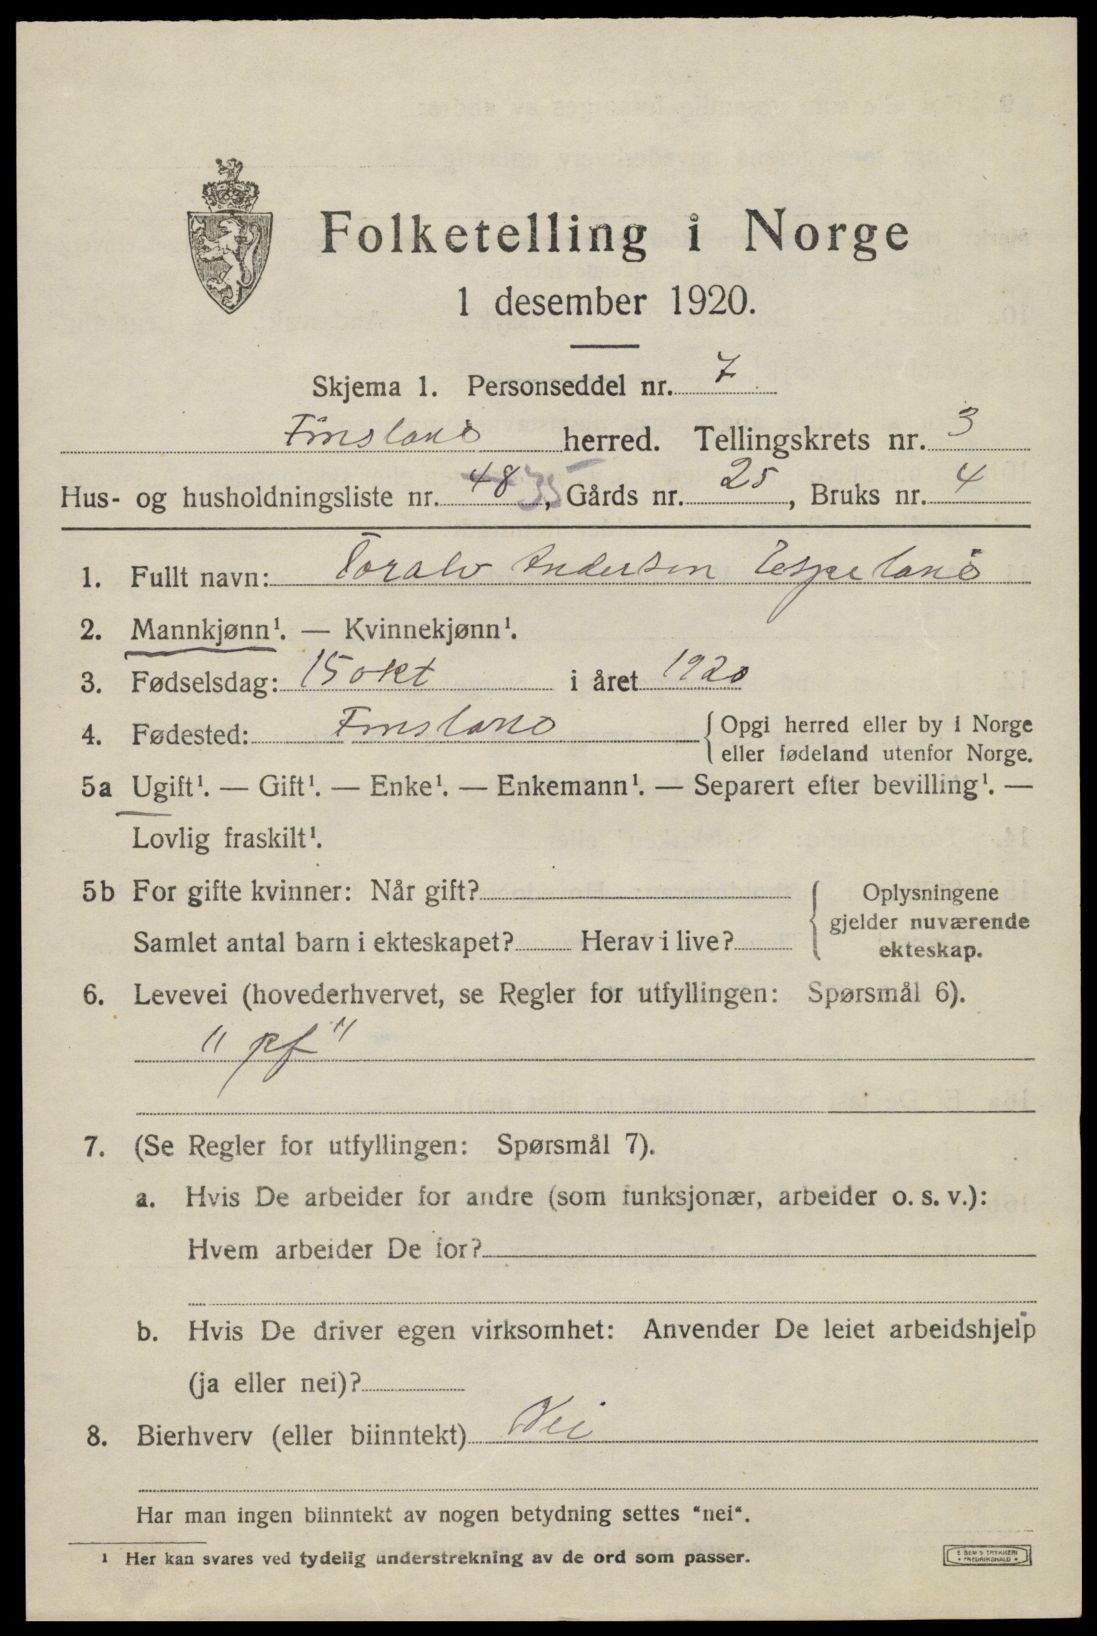 Folketelling i Norge
1 desember 1920.
Skjema 1. Personseddel nr. 7
Finsland herred. Tellingskrets nr. 3
Hus- og husholdningsliste nr. 48 35, Gårds nr. 25, Bruks nr. 4
1. Fullt navn: Toralv Andersen Espeland
2. Mannkjønn¹. — Kvinnekjønn¹.
3. Fødselsdag: 15 okt i året 1920
4. Fødested: Finsland { Opgi herred eller by i Norge
eller fødeland utenfor Norge.
5a Ugift¹. — Gift¹. — Enke¹. — Enkemann¹. — Separert efter bevilling¹. —
Lovlig fraskilt¹.
5b For gifte kvinner: Når gift? { Oplysningene
gjelder nuværende
Samlet antal barn i ekteskapet? Herav i live?
ekteskap.
6. Levevei (hovederhvervet, se Regler for utfyllingen: Spørsmål 6).
" pf "
7. (Se Regler for utfyllingen: Spørsmål 7).
a. Hvis De arbeider for andre (som funksjonær, arbeider o. s. v.):
Hvem arbeider De for?
b. Hvis De driver egen virksomhet: Anvender De leiet arbeidshjelp
(ja eller nei)?
8. Bierhverv (eller biinntekt) Nei
Har man ingen biinntekt av nogen betydning settes "nei".
1 Her kan svares ved tydelig understrekning av de ord som passer.
E. SEM'S TRYKKERI
FREDRIKSHALD